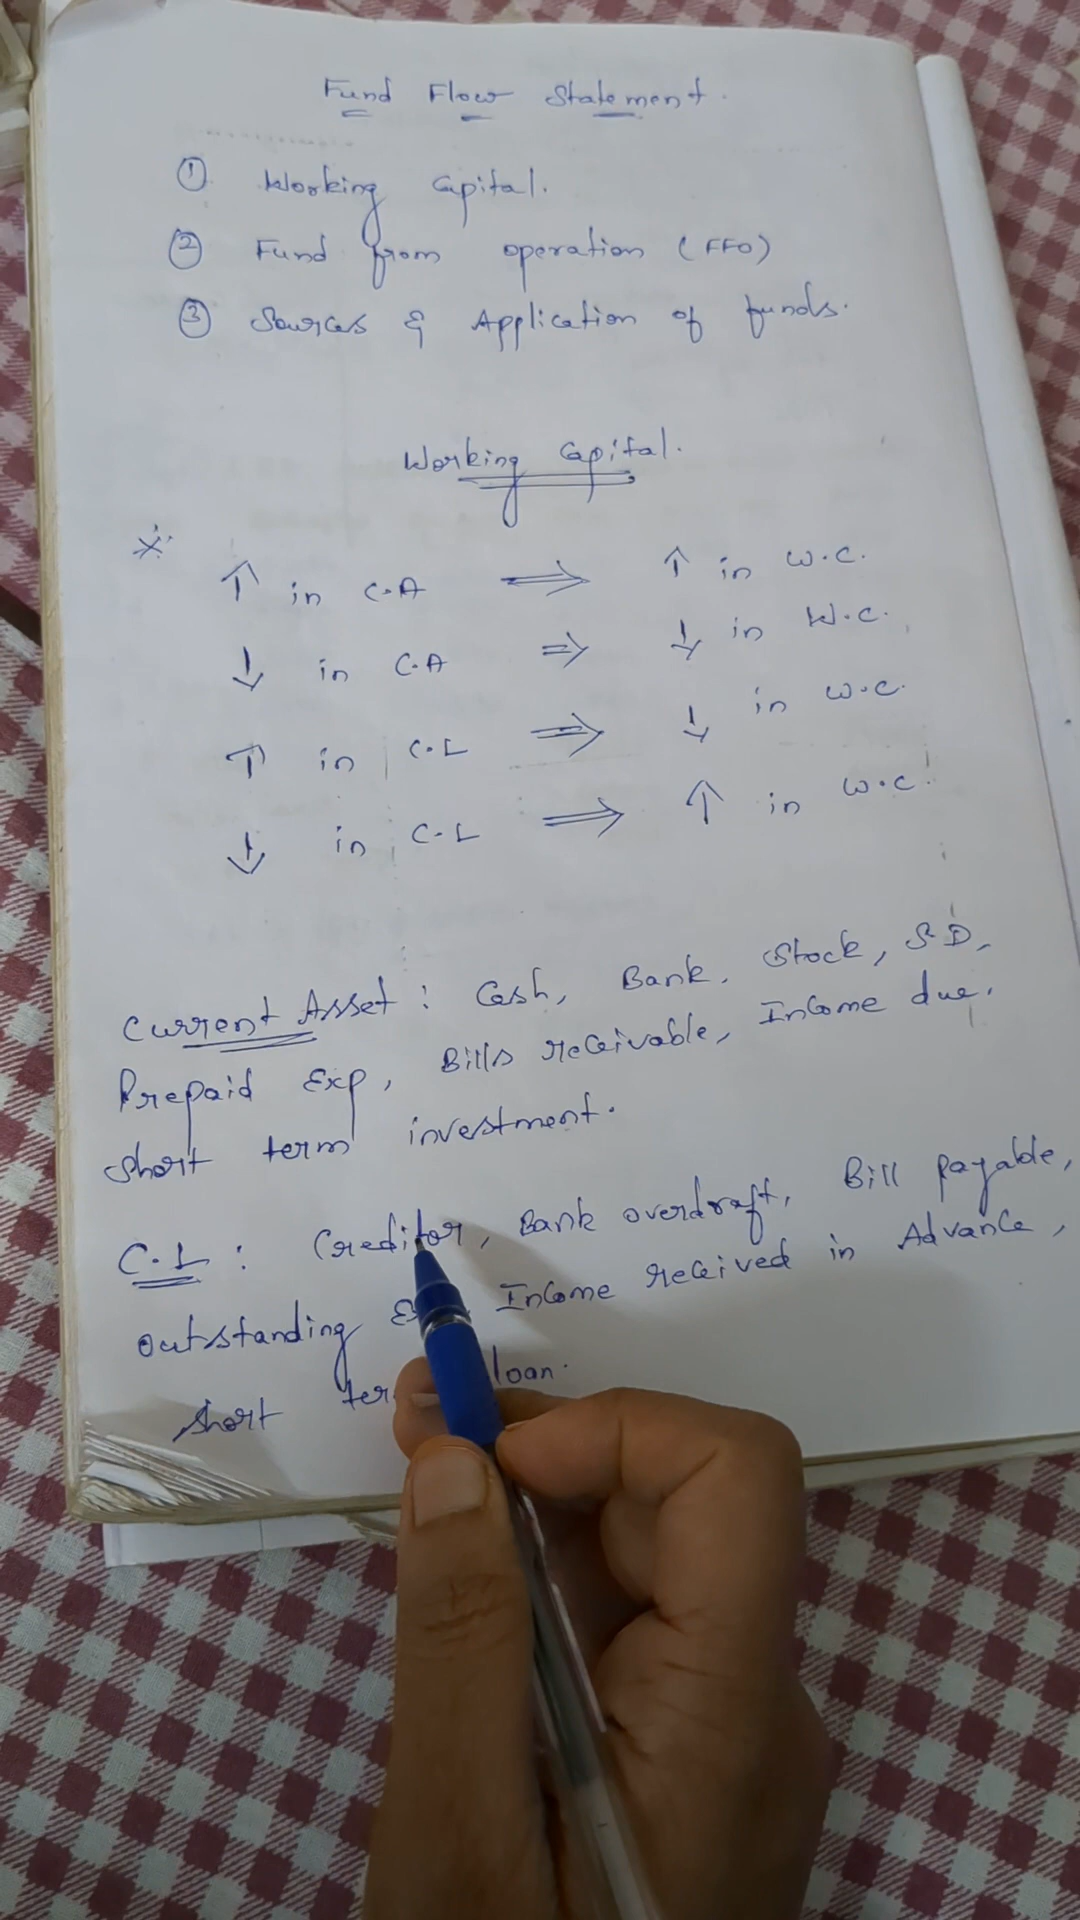 Fund Flow Statement.
① Working Capital.
② Fund from operation (FFO)
③ Sources & Application of funds.
Working Capital.
↑ in C.A ⇒ ↑ in W.C.
↓ in C.A ⇒ ↓ in W.C.
↑ in C.L ⇒ ↓ in W.C.
↓ in C.L ⇒ ↑ in W.C.
Current Asset : Cash, Bank, Stock, S.D,
Prepaid Exp, Bills receivable, Income due,
Short term investment.
C.L : Creditor, Bank overdraft, Bill payable,
Outstanding Income received in Advance,
Short loan.